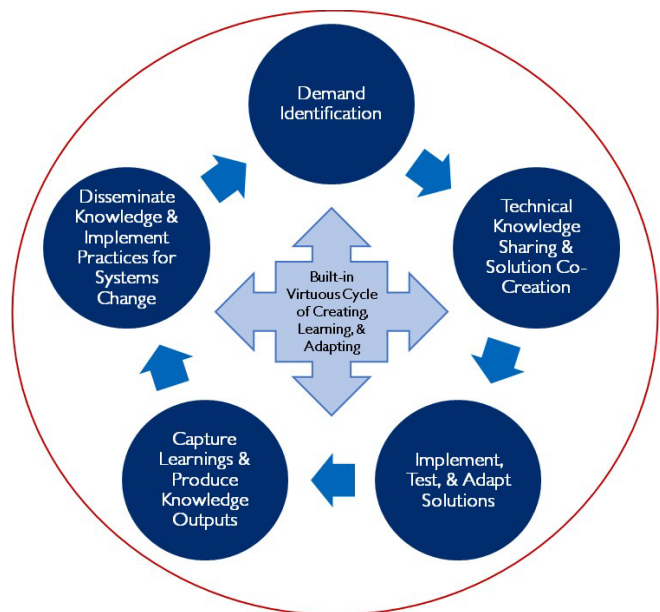 Demand
Identification
Technical
Knowledge
Sharing &
Solution Co-
Creation
Implement,
Test, & Adapt
Solutions
Capture
Learnings &
Produce
Knowledge
Outputs
Disseminate
Knowledge &
Implement
Practices for
Systems
Change
Built-in
Virtuous Cycle
of Creating,
Learning, &
Adapting